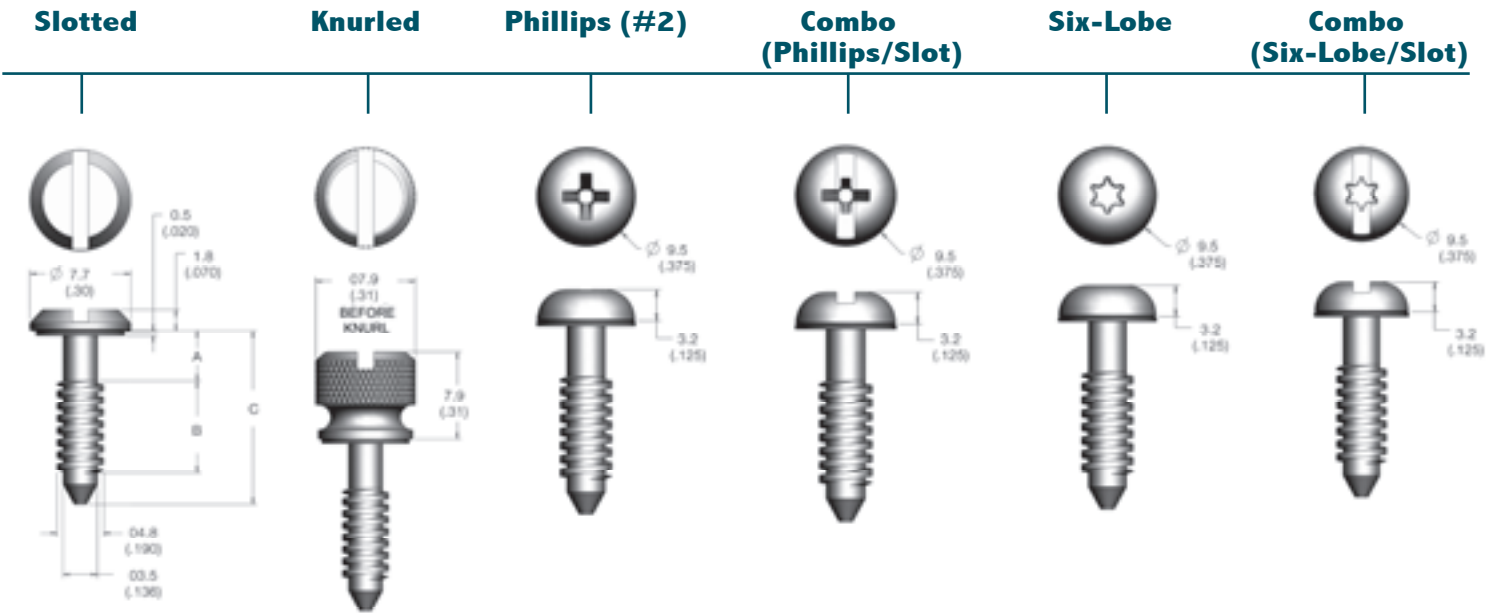 Slotted
Knurled
Phillips (#2)
Combo
(Phillips/Slot)
Six-Lobe
Combo
(Six-Lobe/Slot)
0.5
(.020)
1.8
(.070)
Ø 7.7
(.30)
A
B
C
04.8
(.190)
03.5
(.136)
07.9
(.31)
BEFORE
KNURL
7.9
(.31)
Ø 9.5
(.375)
3.2
(.125)
Ø 9.5
(.375)
3.2
(.125)
Ø 9.5
(.375)
3.2
(.125)
Ø 9.5
(.375)
3.2
(.125)